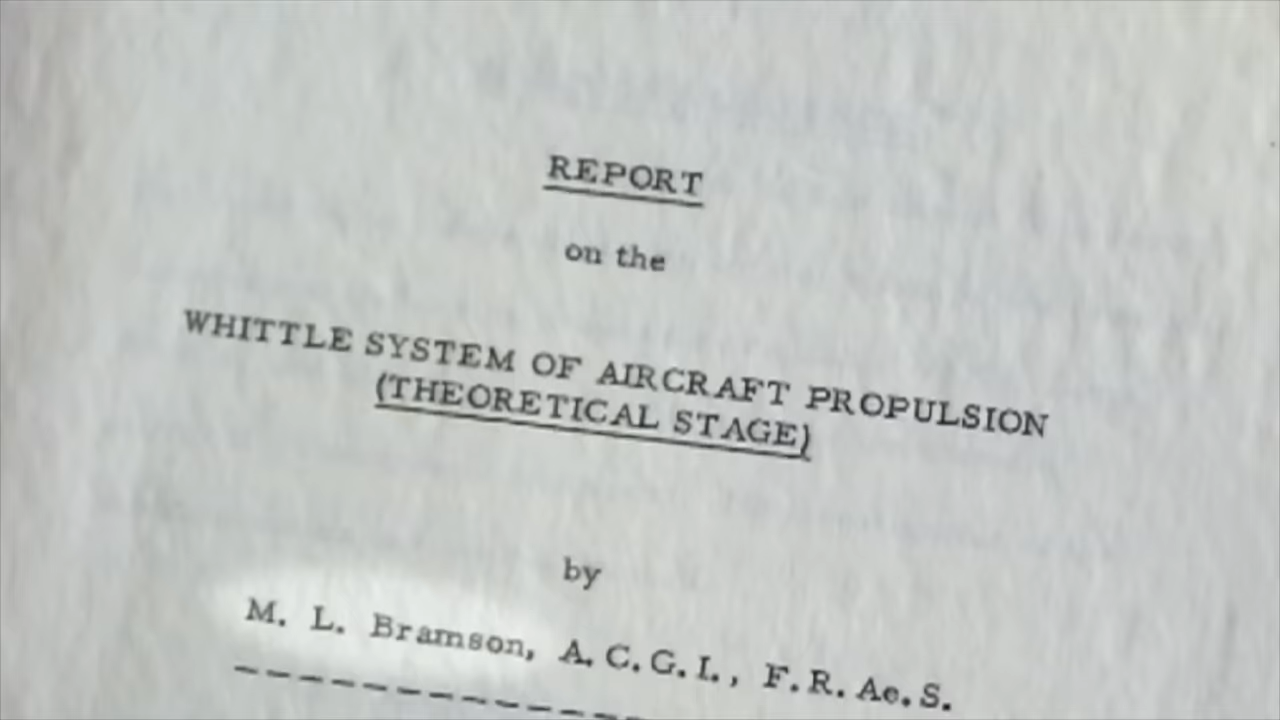 REPORT
on the
WHITTLE SYSTEM OF AIRCRAFT PROPULSION
(THEORETICAL STAGE)
by
M. L. Bramson, A.C.G.I., F.R.Ae.S.